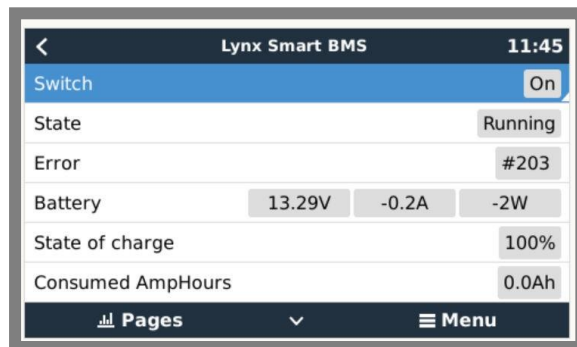 Lynx Smart BMS 11:45
Switch On
State Running
Error #203
Battery 13.29V -0.2A -2W
State of charge 100%
Consumed AmpHours 0.0Ah
Pages Menu